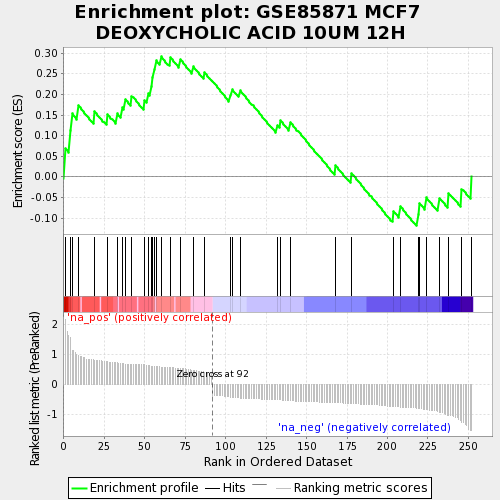 Enrichment plot: GSE85871 MCF7
DEOXYCHOLIC ACID 10UM 12H
Enrichment score (ES)
0.30
0.25
0.20
0.15
0.10
0.05
0.00
-0.05
-0.10
'na_pos' (positively correlated)
Ranked list metric (PreRanked)
2
1
0
-1
Zero cross at 92
'na_neg' (negatively correlated)
0
25
50
75
100
125
150
175
200
225
250
Rank in Ordered Dataset
Enrichment profile
Hits
Ranking metric scores